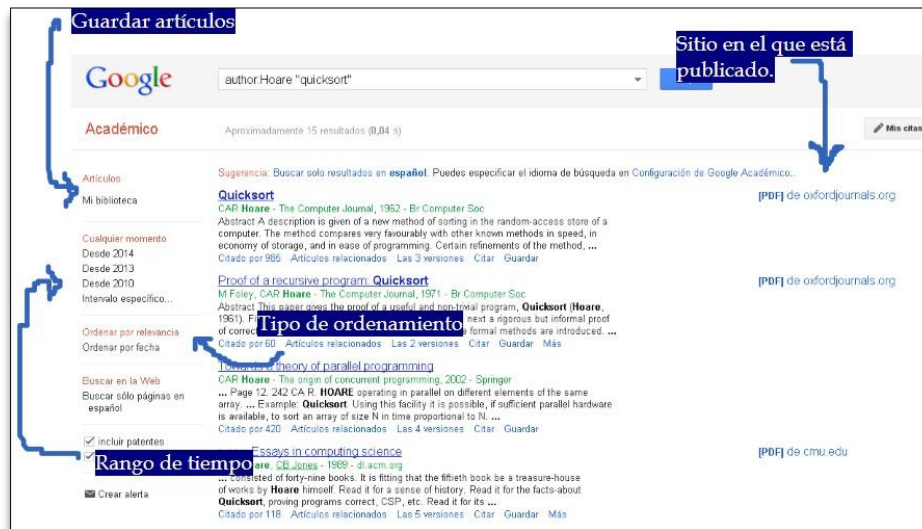 Guardar artículos
Sitio en el que está
publicado.
Google
author:Hoare "quicksort"
Académico
Aproximadamente 15 resultados (0,04 s)
Mis citas
Artículos
Mi biblioteca
Cualquier momento
Desde 2014
Desde 2013
Desde 2010
Intervalo específico...
Ordenar por relevancia
Ordenar por fecha
Buscar en la Web
Buscar sólo páginas en
español
incluir patentes
Rango de tiempo
Crear alerta
Sugerencia: Buscar solo resultados en español. Puedes especificar el idioma de búsqueda en Configuración de Google Académico..
Quicksort
[PDF] de oxfordjournals.org
CAR Hoare - The Computer Journal, 1962 - Br Computer Soc
Abstract A description is given of a new method of sorting in the random-access store of a
computer. The method compares very favourably with other known methods in speed, in
economy of storage, and in ease of programming. Certain refinements of the method, ...
Citado por 985 Artículos relacionados Las 3 versiones Citar Guardar
Proof of a recursive program: Quicksort
[PDF] de oxfordjournals.org
M Foley, CAR Hoare - The Computer Journal, 1971 - Br Computer Soc
Abstract This paper gives the proof of a useful and non-trivial program, Quicksort (Hoare,
1961). next a rigorous but informal proof
Tipo de ordenamiento
of formal methods are introduced. ...
Citado por 60 Artículos relacionados Las 2 versiones Citar Guardar Más
Towards a theory of parallel programming
CAR Hoare - The origin of concurrent programming, 2002 - Springer
... Page 12. 242 CA R. HOARE operating in parallel on different elements of the same
array. ... Example: Quicksort. Using this facility it is possible, if sufficient parallel hardware
is available, to sort an array of size N in time proportional to N. ...
Citado por 420 Artículos relacionados Las 4 versiones Citar Guardar
Essays in computing science
[PDF] de cmu.edu
CB Jones - 1989 - dl.acm.org
... consisted of forty-nine books. It is fitting that the fiftieth book be a treasure-house
of works by Hoare himself. Read it for a sense of history. Read it for the facts-about
Quicksort, proving programs correct, CSP, etc. Read it for its ...
Citado por 118 Artículos relacionados Las 5 versiones Citar Guardar